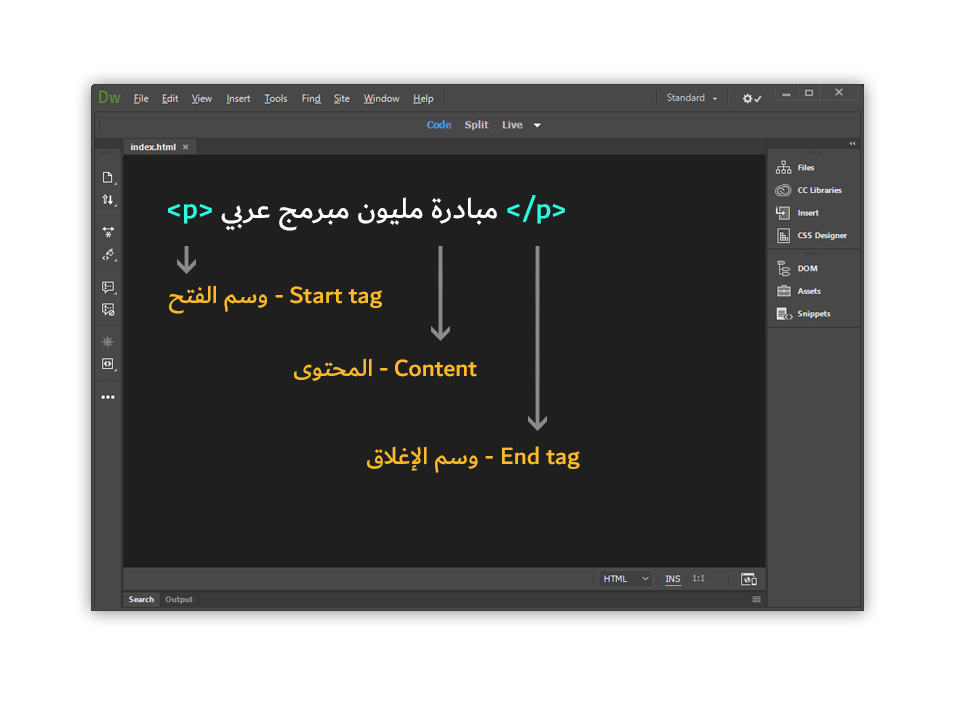 Dw File Edit View Insert Tools Find Site Window Help Standard
Code Split Live
index.html
<p> مبادرة مليون مبرمج عربي </p>
وسم الفتح - Start tag
المحتوى - Content
وسم الإغلاق - End tag
Files
CC Libraries
Insert
CSS Designer
DOM
Assets
Snippets
HTML INS 1:1
Search Output